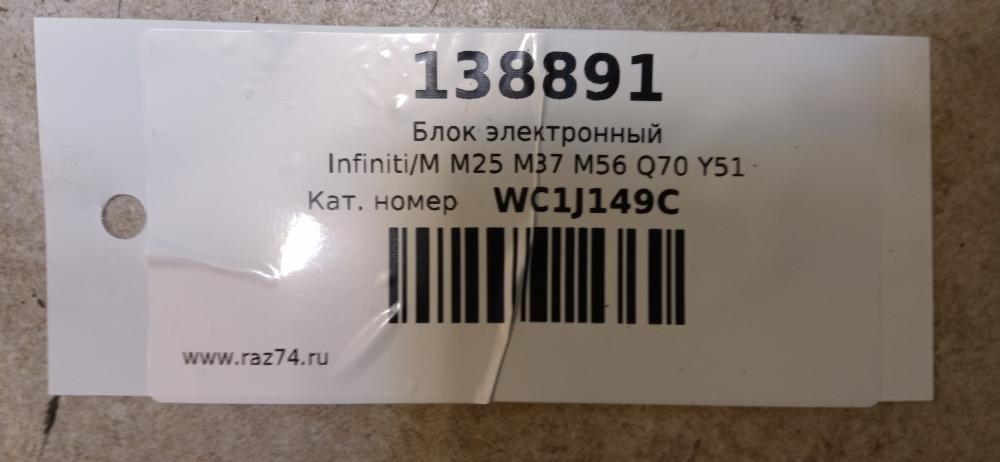 138891
Блок электронный
Infiniti/M M25 M37 M56 Q70 Y51
Кат. номер WC1J149C
www.raz74.ru